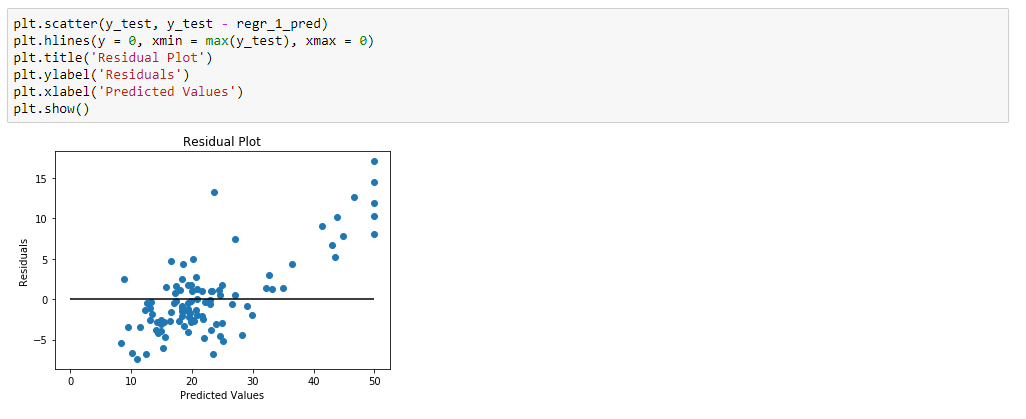 plt.scatter(y_test, y_test - regr_1_pred)
plt.hlines(y = 0, xmin = max(y_test), xmax = 0)
plt.title('Residual Plot')
plt.ylabel('Residuals')
plt.xlabel('Predicted Values')
plt.show()
Residual Plot
15
10
5
0
−5
Residuals
0 10 20 30 40 50
Predicted Values